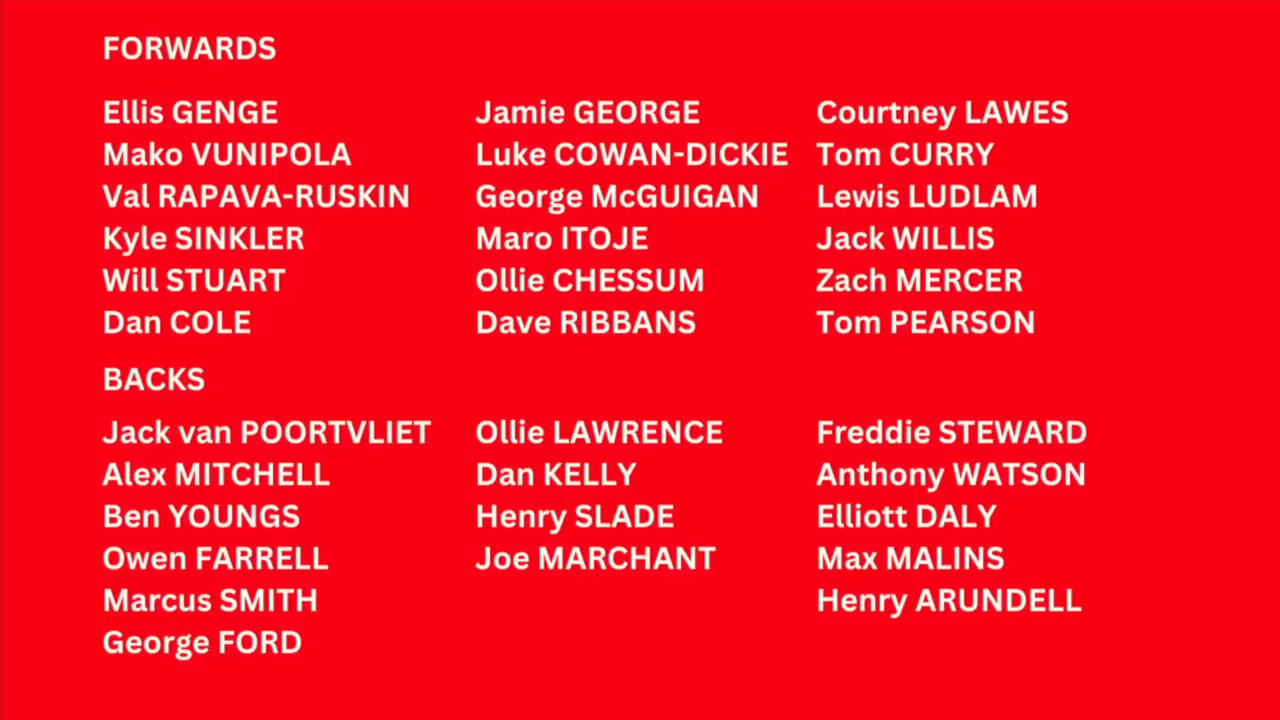 FORWARDS
Ellis GENGE
Mako VUNIPOLA
Val RAPAVA-RUSKIN
Kyle SINKLER
Will STUART
Dan COLE
Jamie GEORGE
Luke COWAN-DICKIE
George McGUIGAN
Maro ITOJE
Ollie CHESSUM
Dave RIBBANS
Courtney LAWES
Tom CURRY
Lewis LUDLAM
Jack WILLIS
Zach MERCER
Tom PEARSON
BACKS
Jack van POORTVLIET
Alex MITCHELL
Ben YOUNGS
Owen FARRELL
Marcus SMITH
George FORD
Ollie LAWRENCE
Dan KELLY
Henry SLADE
Joe MARCHANT
Freddie STEWARD
Anthony WATSON
Elliott DALY
Max MALINS
Henry ARUNDELL